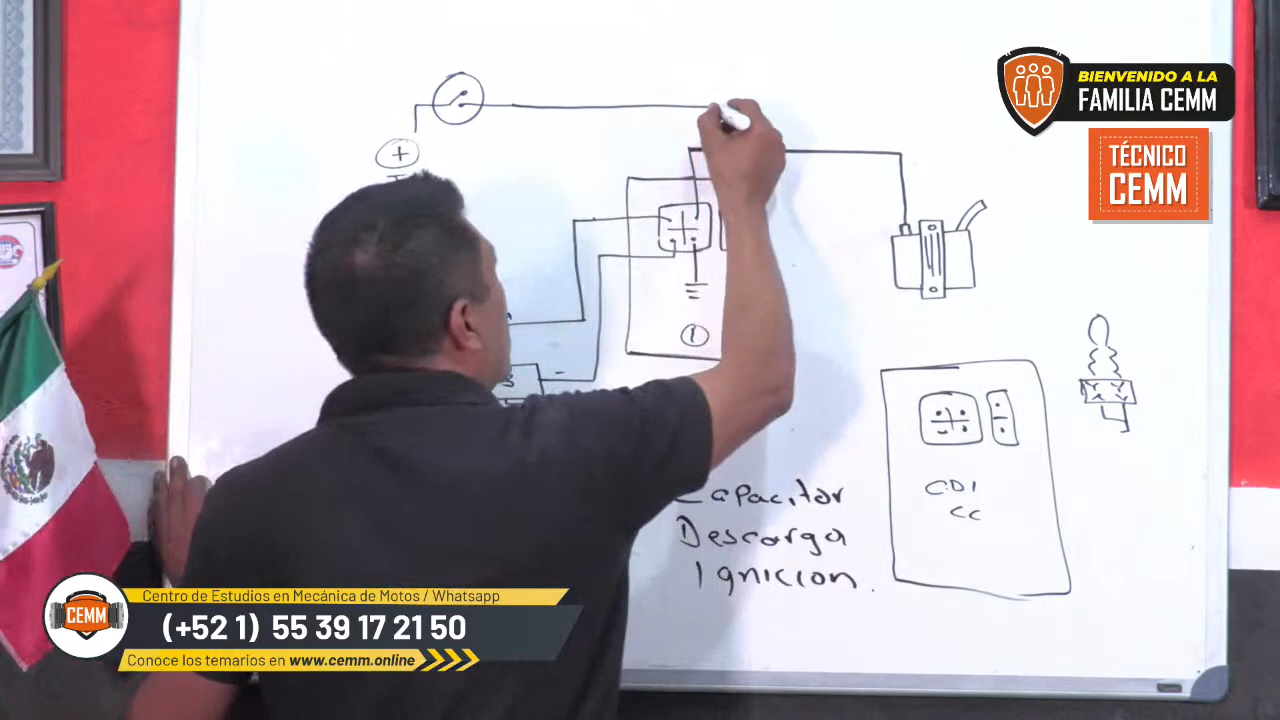 BIENVENIDO A LA
FAMILIA CEMM
TÉCNICO
CEMM
+
-
1
CDI
CC
Capacitor
Descarga
Ignicion.
CEMM
Centro de Estudios en Mecánica de Motos / Whatsapp
(+52 1) 55 39 17 21 50
Conoce los temarios en www.cemm.online